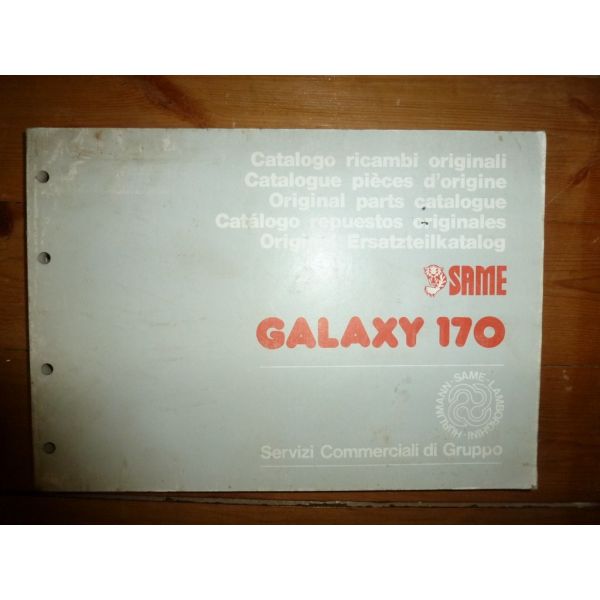 Catalogo ricambi originali
Catalogue pièces d'origine
Original parts catalogue
Catálogo repuestos originales
Original Ersatzteilkatalog
SAME
GALAXY 170
HÜRLIMANN-SAME-LAMBORGHINI-
Servizi Commerciali di Gruppo